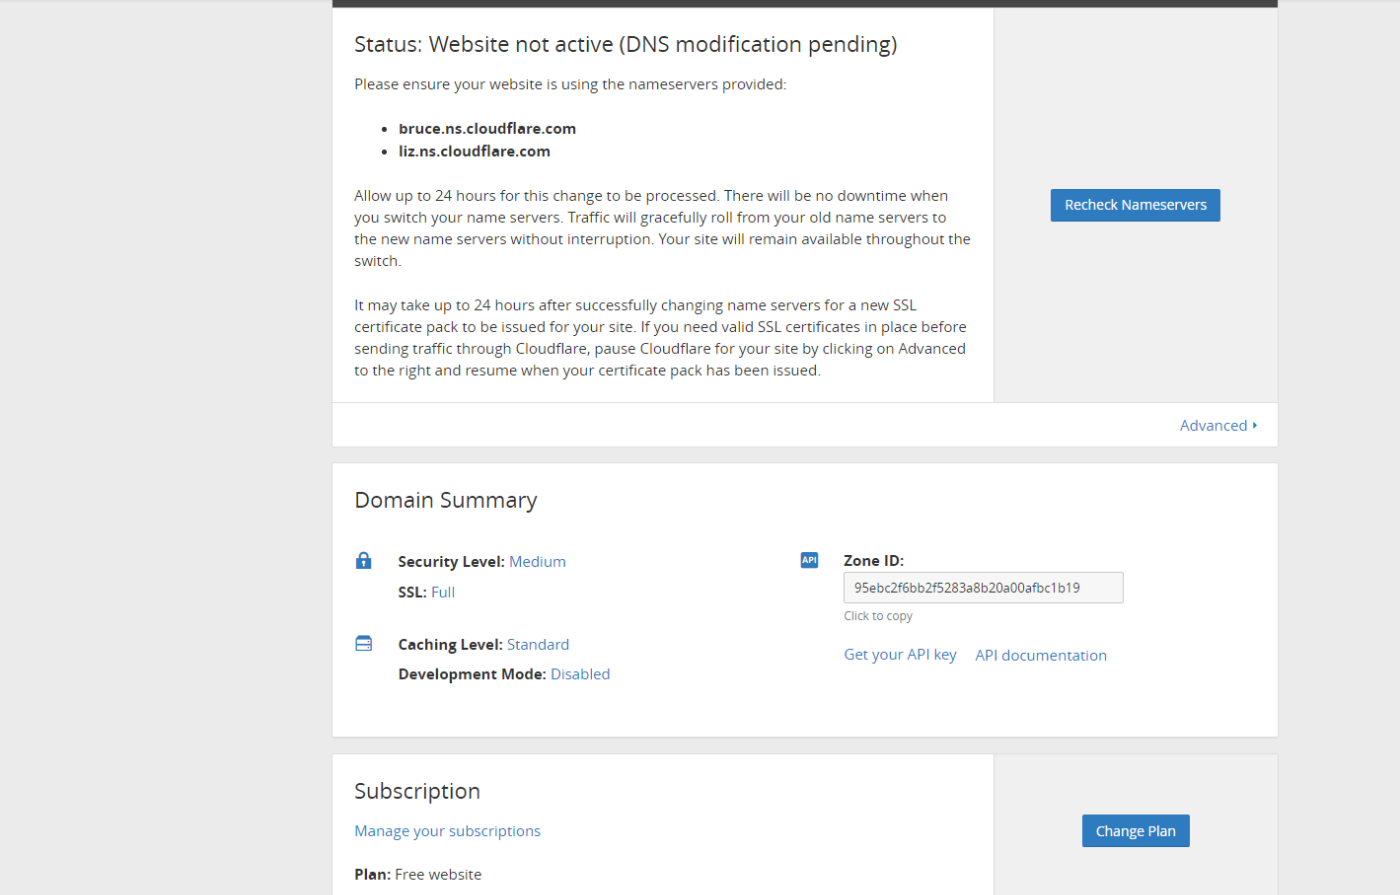 Status: Website not active (DNS modification pending)
Please ensure your website is using the nameservers provided:
• bruce.ns.cloudflare.com
• liz.ns.cloudflare.com
Allow up to 24 hours for this change to be processed. There will be no downtime when
you switch your name servers. Traffic will gracefully roll from your old name servers to
the new name servers without interruption. Your site will remain available throughout the
switch.
Recheck Nameservers
It may take up to 24 hours after successfully changing name servers for a new SSL
certificate pack to be issued for your site. If you need valid SSL certificates in place before
sending traffic through Cloudflare, pause Cloudflare for your site by clicking on Advanced
to the right and resume when your certificate pack has been issued.
Advanced
Domain Summary
Security Level: Medium
SSL: Full
Caching Level: Standard
Development Mode: Disabled
API
Zone ID:
95ebc2f6bb2f5283a8b20a00afbc1b19
Click to copy
Get your API key API documentation
Subscription
Manage your subscriptions
Change Plan
Plan: Free website